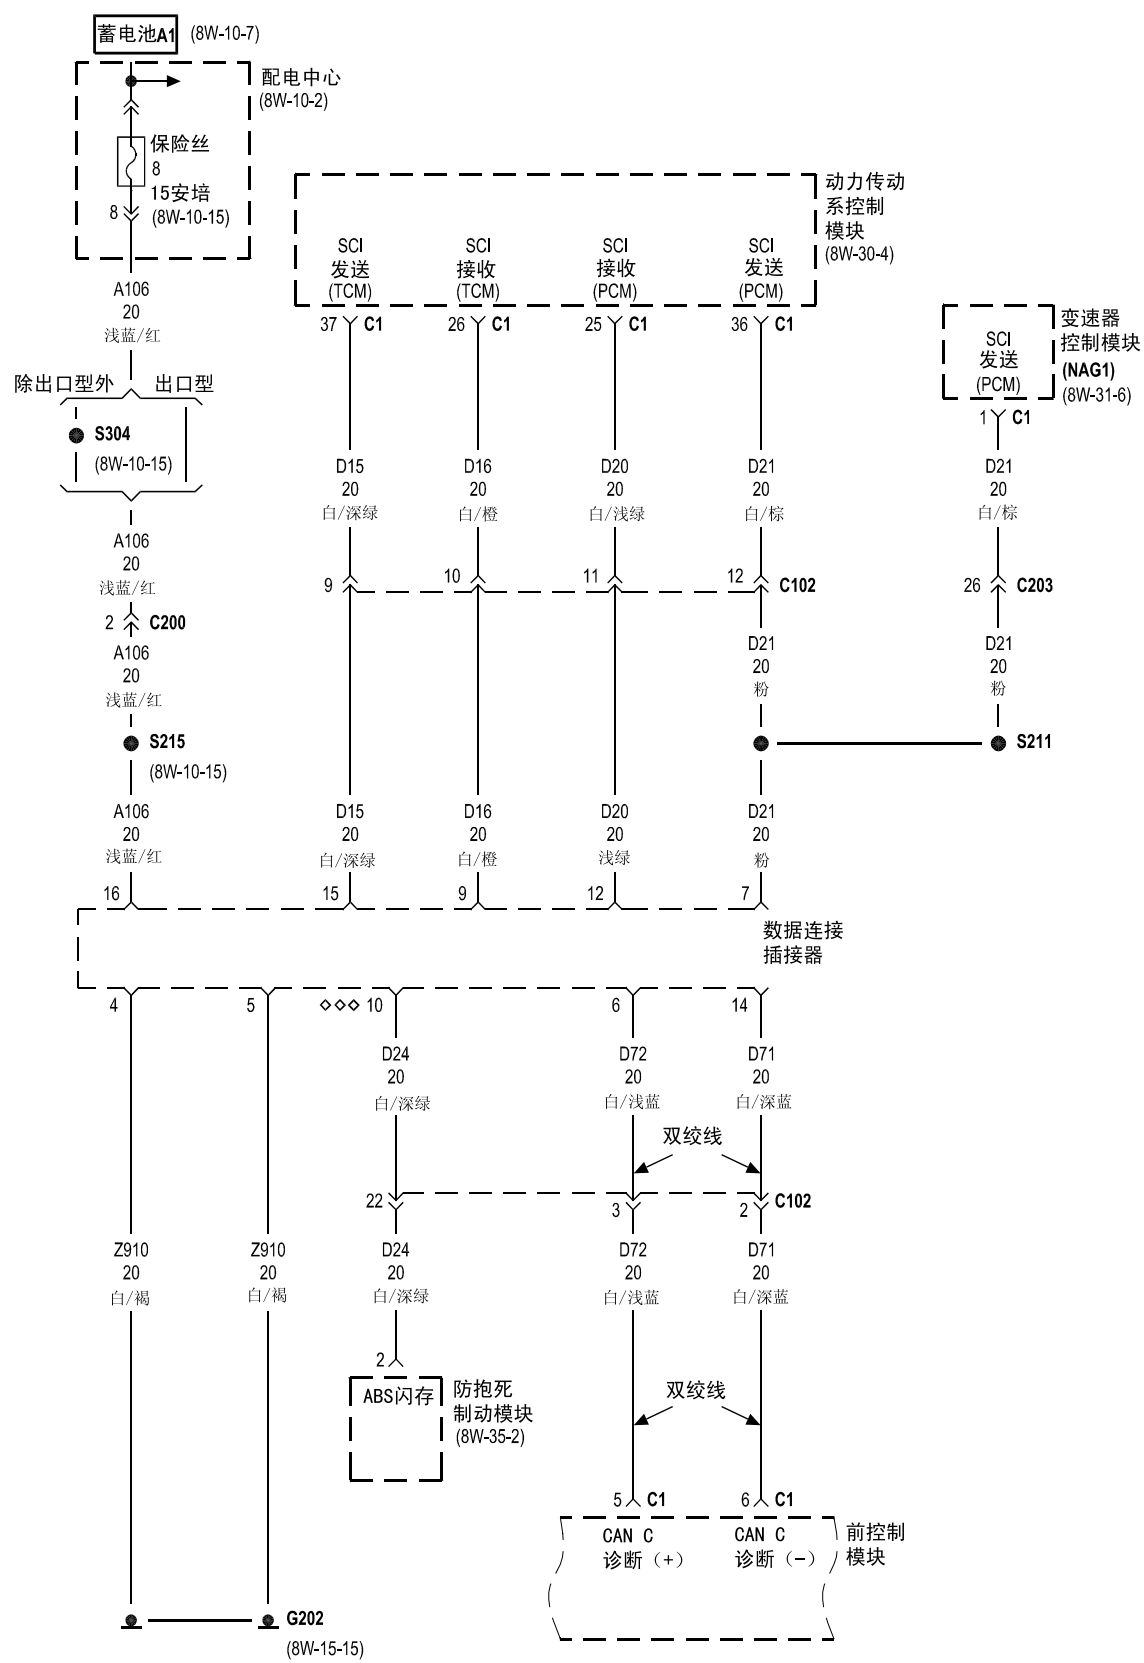 蓄电池A1 (8W-10-7)
配电中心
(8W-10-2)
保险丝
8
15安培
(8W-10-15)
8
A106
20
浅蓝/红
除出口型外 出口型
S304
(8W-10-15)
A106
20
浅蓝/红
2 C200
A106
20
浅蓝/红
S215
(8W-10-15)
A106
20
浅蓝/红
16
动力传动
系控制
模块
(8W-30-4)
SCI
发送
(TCM)
SCI
接收
(TCM)
SCI
接收
(PCM)
SCI
发送
(PCM)
37 C1
26 C1
25 C1
36 C1
D15
20
白/深绿
D16
20
白/橙
D20
20
白/浅绿
D21
20
白/棕
9
10
11
12 C102
D21
20
粉
变速器
控制模块
(NAG1)
(8W-31-6)
SCI
发送
(PCM)
1 C1
D21
20
白/棕
26 C203
D21
20
粉
S211
D15
20
白/深绿
D16
20
白/橙
D20
20
浅绿
D21
20
粉
15
9
12
7
数据连接
插接器
4
5
◇◇◇ 10
6
14
D24
20
白/深绿
D72
20
白/浅蓝
D71
20
白/深蓝
双绞线
22
3
2 C102
Z910
20
白/褐
Z910
20
白/褐
D24
20
白/深绿
D72
20
白/浅蓝
D71
20
白/深蓝
2
ABS闪存
防抱死
制动模块
(8W-35-2)
双绞线
5 C1
6 C1
CAN C
诊断（+）
CAN C
诊断（-）
前控制
模块
G202
(8W-15-15)